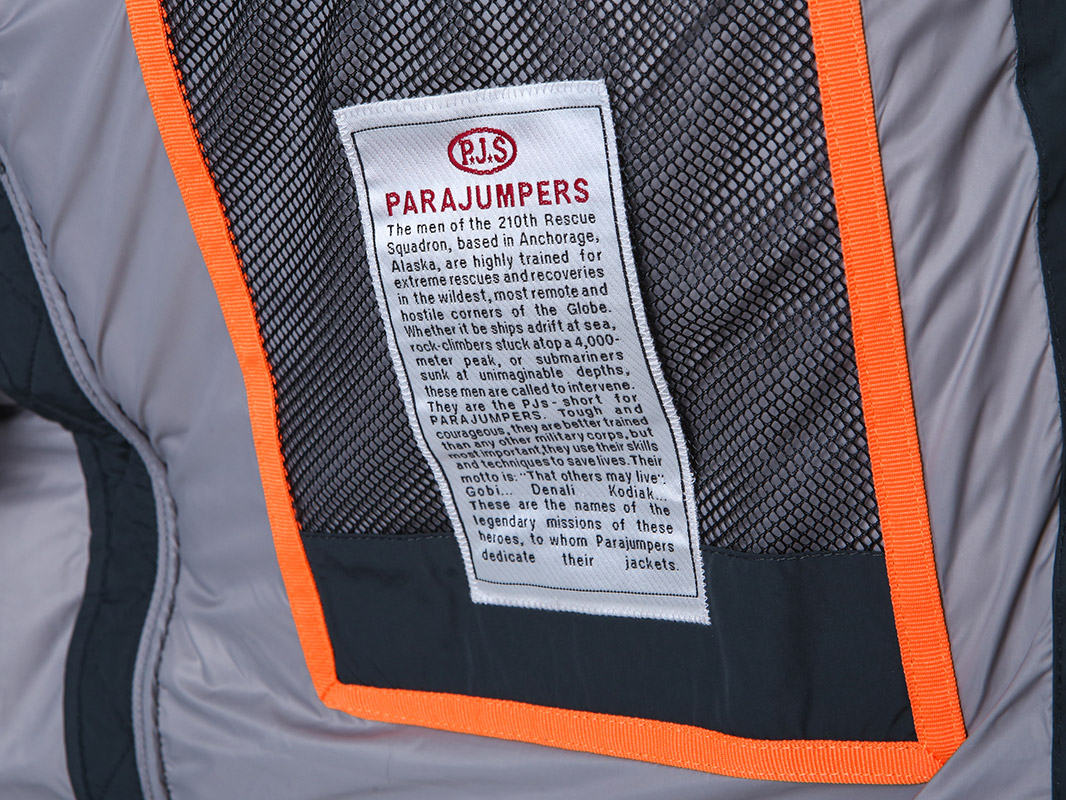 P.J.S
PARAJUMPERS
The men of the 210th Rescue
Squadron, based in Anchorage,
Alaska, are highly trained for
extreme rescues and recoveries
in the wildest, most remote and
hostile corners of the Globe.
Whether it be ships adrift at sea,
rock-climbers stuck atop a 4,000-
meter peak, or submariners
sunk at unimaginable depths,
these men are called to intervene.
They are the PJs - short for
PARAJUMPERS. Tough and
courageous, they are better trained
than any other military corps, but
most important, they use their skills
and techniques to save lives. Their
motto is: "That others may live".
Gobi... Denali Kodiak...
These are the names of the
legendary missions of these
heroes, to whom Parajumpers
dedicate their jackets.